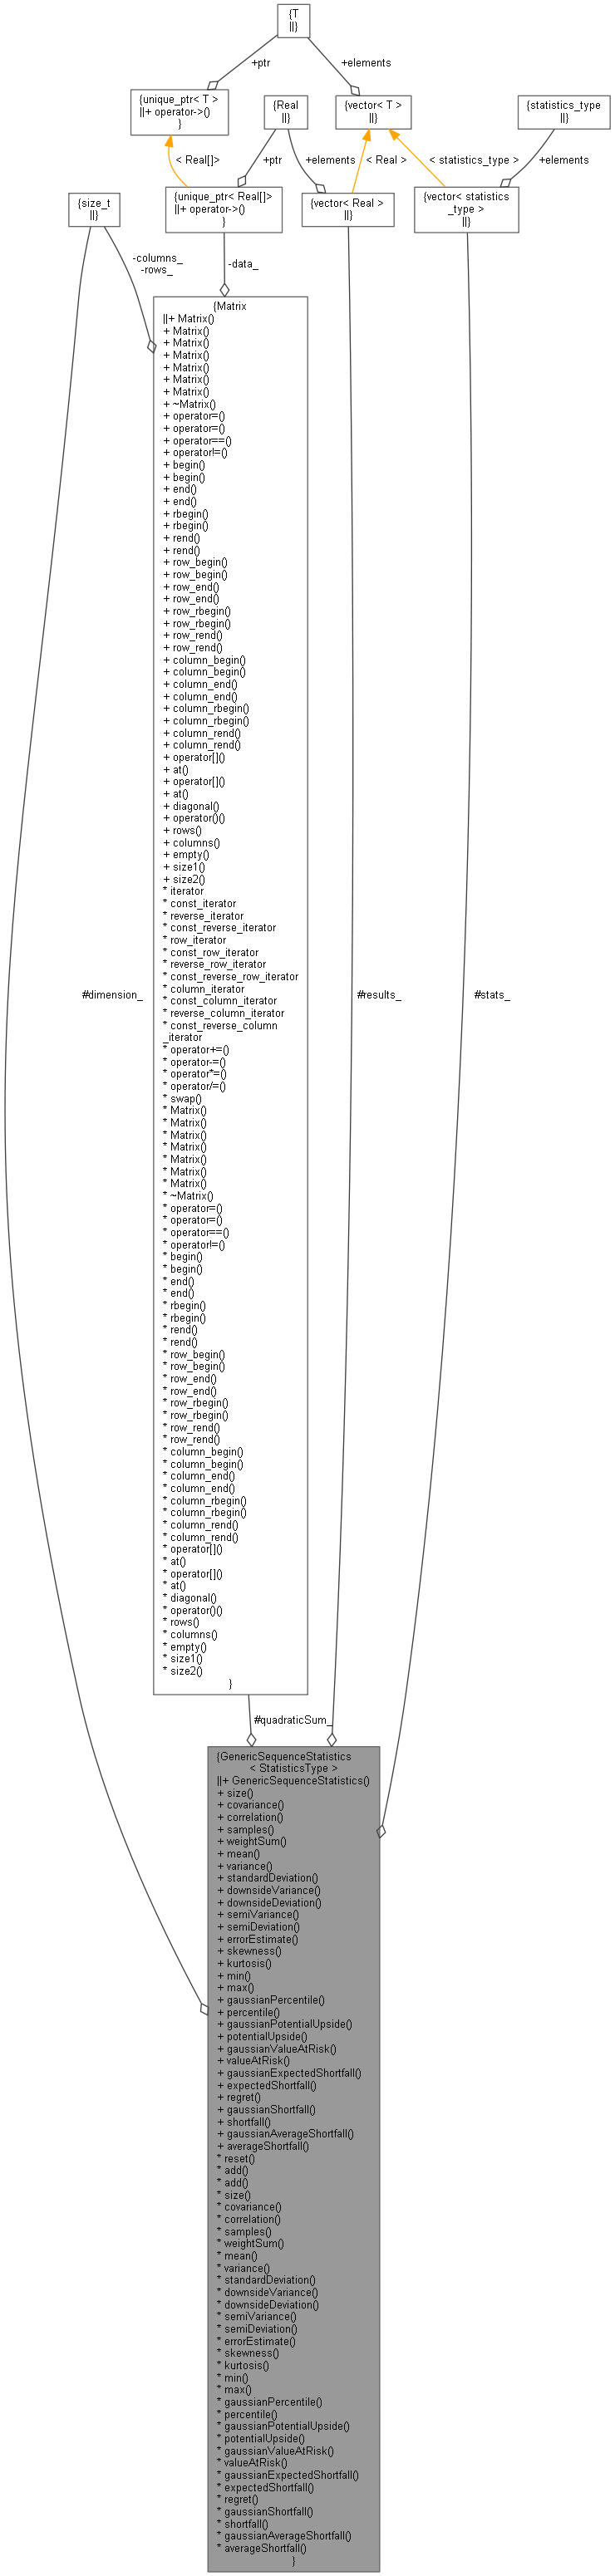 {T
||}
+ptr
+elements
{unique_ptr< T >
||+ operator->()
}
{Real
||}
{vector< T >
||}
{statistics_type
||}
< Real[]>
+ptr
+elements
< Real >
< statistics_type >
+elements
{size_t
||}
{unique_ptr< Real[]>
||+ operator->()
}
{vector< Real >
||}
{vector< statistics
_type >
||}
-columns_
-rows_
-data_
{Matrix
||+ Matrix()
+ Matrix()
+ Matrix()
+ Matrix()
+ Matrix()
+ Matrix()
+ Matrix()
+ ~Matrix()
+ operator=()
+ operator=()
+ operator==()
+ operator!=()
+ begin()
+ begin()
+ end()
+ end()
+ rbegin()
+ rbegin()
+ rend()
+ rend()
+ row_begin()
+ row_begin()
+ row_end()
+ row_end()
+ row_rbegin()
+ row_rbegin()
+ row_rend()
+ row_rend()
+ column_begin()
+ column_begin()
+ column_end()
+ column_end()
+ column_rbegin()
+ column_rbegin()
+ column_rend()
+ column_rend()
+ operator[]()
+ at()
+ operator[]()
+ at()
+ diagonal()
+ operator()()
+ rows()
+ columns()
+ empty()
+ size1()
+ size2()
* iterator
* const_iterator
* reverse_iterator
* const_reverse_iterator
* row_iterator
* const_row_iterator
* reverse_row_iterator
* const_reverse_row_iterator
* column_iterator
* const_column_iterator
* reverse_column_iterator
* const_reverse_column
_iterator
* operator+=()
* operator-=()
* operator*=()
* operator/=()
* swap()
* Matrix()
* Matrix()
* Matrix()
* Matrix()
* Matrix()
* Matrix()
* Matrix()
* ~Matrix()
* operator=()
* operator=()
* operator==()
* operator!=()
* begin()
* begin()
* end()
* end()
* rbegin()
* rbegin()
* rend()
* rend()
* row_begin()
* row_begin()
* row_end()
* row_end()
* row_rbegin()
* row_rbegin()
* row_rend()
* row_rend()
* column_begin()
* column_begin()
* column_end()
* column_end()
* column_rbegin()
* column_rbegin()
* column_rend()
* column_rend()
* operator[]()
* at()
* operator[]()
* at()
* diagonal()
* operator()()
* rows()
* columns()
* empty()
* size1()
* size2()
}
#dimension_
#results_
#stats_
#quadraticSum_
{GenericSequenceStatistics
< StatisticsType >
||+ GenericSequenceStatistics()
+ size()
+ covariance()
+ correlation()
+ samples()
+ weightSum()
+ mean()
+ variance()
+ standardDeviation()
+ downsideVariance()
+ downsideDeviation()
+ semiVariance()
+ semiDeviation()
+ errorEstimate()
+ skewness()
+ kurtosis()
+ min()
+ max()
+ gaussianPercentile()
+ percentile()
+ gaussianPotentialUpside()
+ potentialUpside()
+ gaussianValueAtRisk()
+ valueAtRisk()
+ gaussianExpectedShortfall()
+ expectedShortfall()
+ regret()
+ gaussianShortfall()
+ shortfall()
+ gaussianAverageShortfall()
+ averageShortfall()
* reset()
* add()
* add()
* size()
* covariance()
* correlation()
* samples()
* weightSum()
* mean()
* variance()
* standardDeviation()
* downsideVariance()
* downsideDeviation()
* semiVariance()
* semiDeviation()
* errorEstimate()
* skewness()
* kurtosis()
* min()
* max()
* gaussianPercentile()
* percentile()
* gaussianPotentialUpside()
* potentialUpside()
* gaussianValueAtRisk()
* valueAtRisk()
* gaussianExpectedShortfall()
* expectedShortfall()
* regret()
* gaussianShortfall()
* shortfall()
* gaussianAverageShortfall()
* averageShortfall()
}